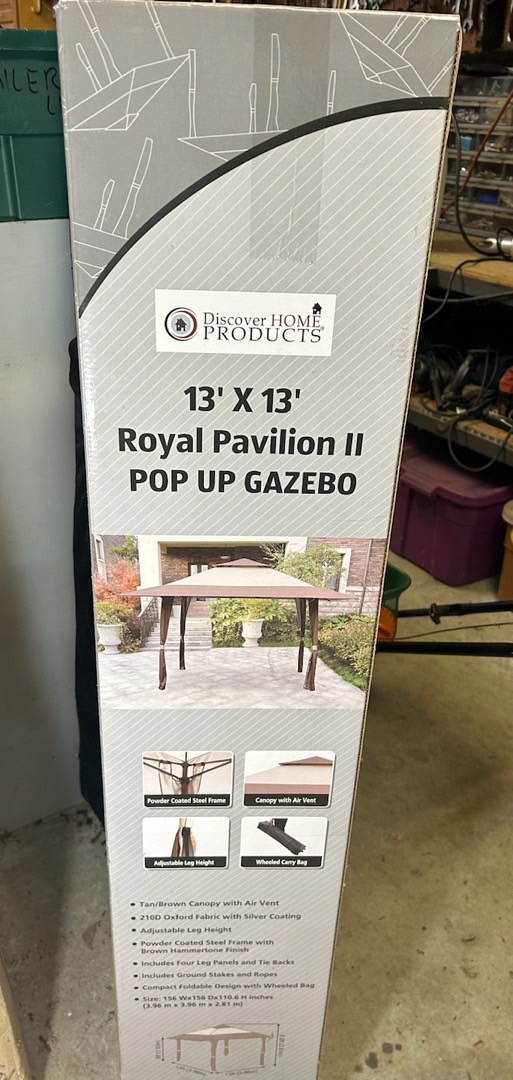 Discover HOME
PRODUCTS®
13' X 13'
Royal Pavilion II
POP UP GAZEBO
Powder Coated Steel Frame
Canopy with Air Vent
Adjustable Leg Height
Wheeled Carry Bag
• Tan/Brown Canopy with Air Vent
• 210D Oxford Fabric with Silver Coating
• Adjustable Leg Height
• Powder Coated Steel Frame with
Brown Hammertone Finish
• Includes Four Leg Panels and Tie Backs
• Includes Ground Stakes and Ropes
• Compact Foldable Design with Wheeled Bag
• Size: 156 Wx156 Dx110.6 H inches
(3.96 m x 3.96 m x 2.81 m)